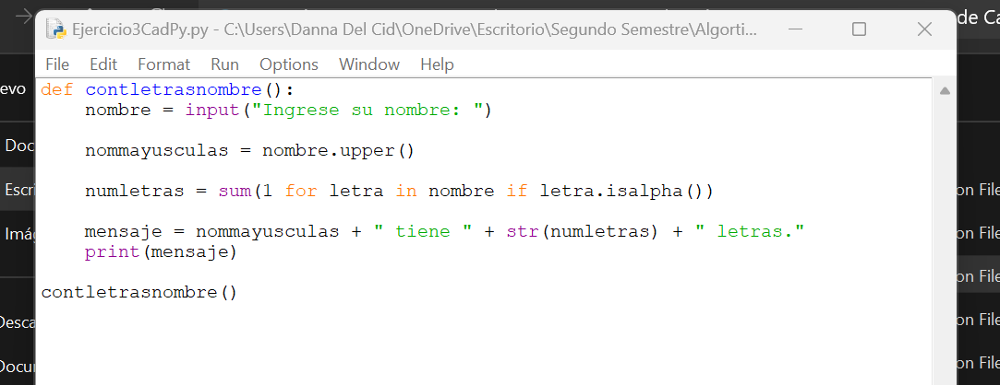 de Ca
Ejercicio3CadPy.py - C:\Users\Danna Del Cid\OneDrive\Escritorio\Segundo Semestre\Algorti...
File Edit Format Run Options Window Help
def contletrasnombre():
nombre = input("Ingrese su nombre: ")
nommayusculas = nombre.upper()
numletras = sum(1 for letra in nombre if letra.isalpha())
mensaje = nommayusculas + " tiene " + str(numletras) + " letras."
print(mensaje)
contletrasnombre()
evo
Doc
Escri
Imá
Desca
Docu
on File
on File
on File
on File
on File